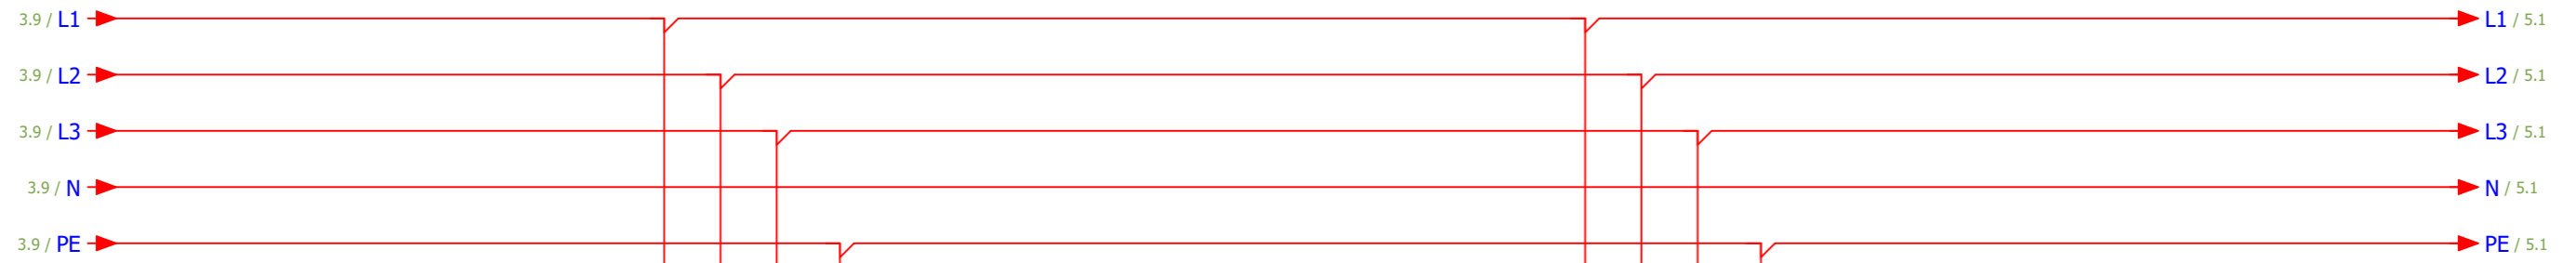 3.9 / L1 L1 / 5.1
3.9 / L2 L2 / 5.1
3.9 / L3 L3 / 5.1
3.9 / N N / 5.1
3.9 / PE PE / 5.1